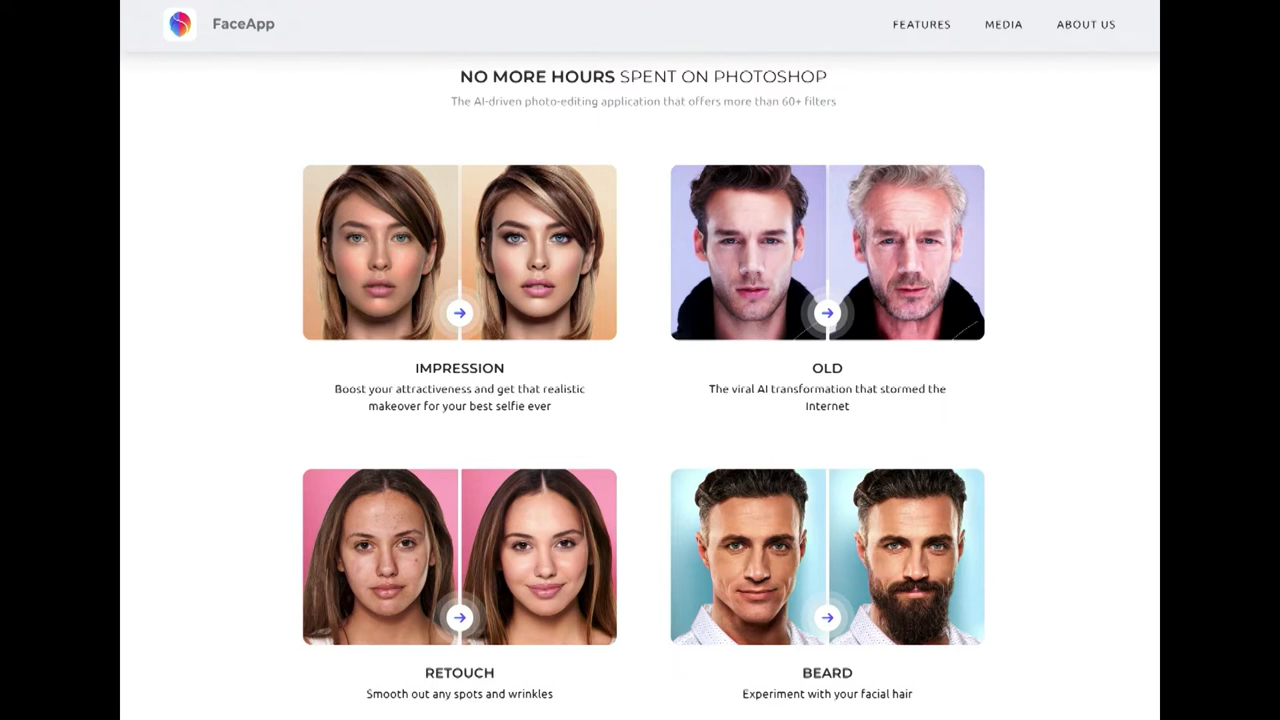 FaceApp
FEATURES MEDIA ABOUT US
NO MORE HOURS SPENT ON PHOTOSHOP
The AI-driven photo-editing application that offers more than 60+ filters
IMPRESSION
Boost your attractiveness and get that realistic
makeover for your best selfie ever
OLD
The viral AI transformation that stormed the
Internet
RETOUCH
Smooth out any spots and wrinkles
BEARD
Experiment with your facial hair